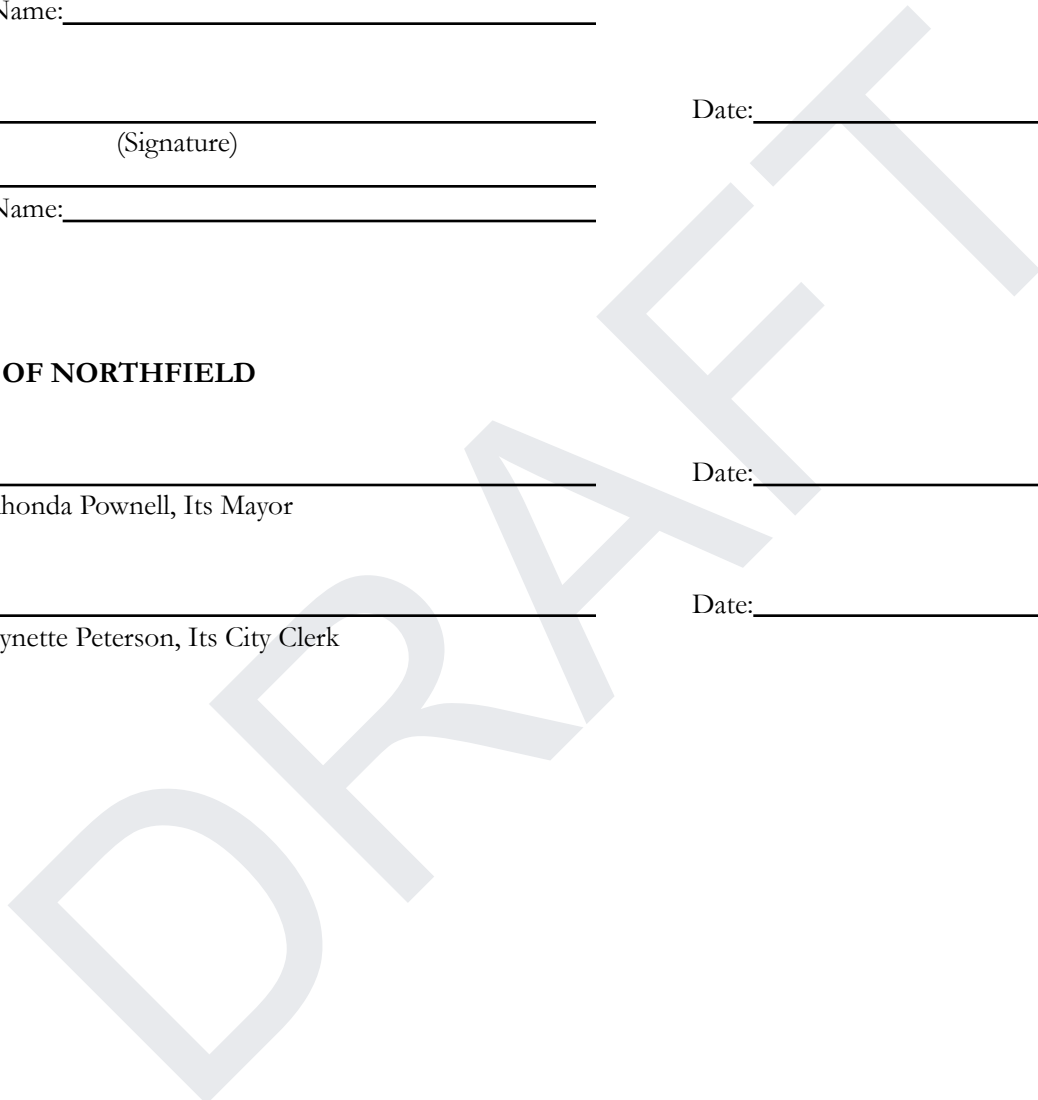 Name:
Date:
(Signature)
Name:
OF NORTHFIELD
Date:
honda Pownell, Its Mayor
Date:
ynette Peterson, Its City Clerk
DRAFT